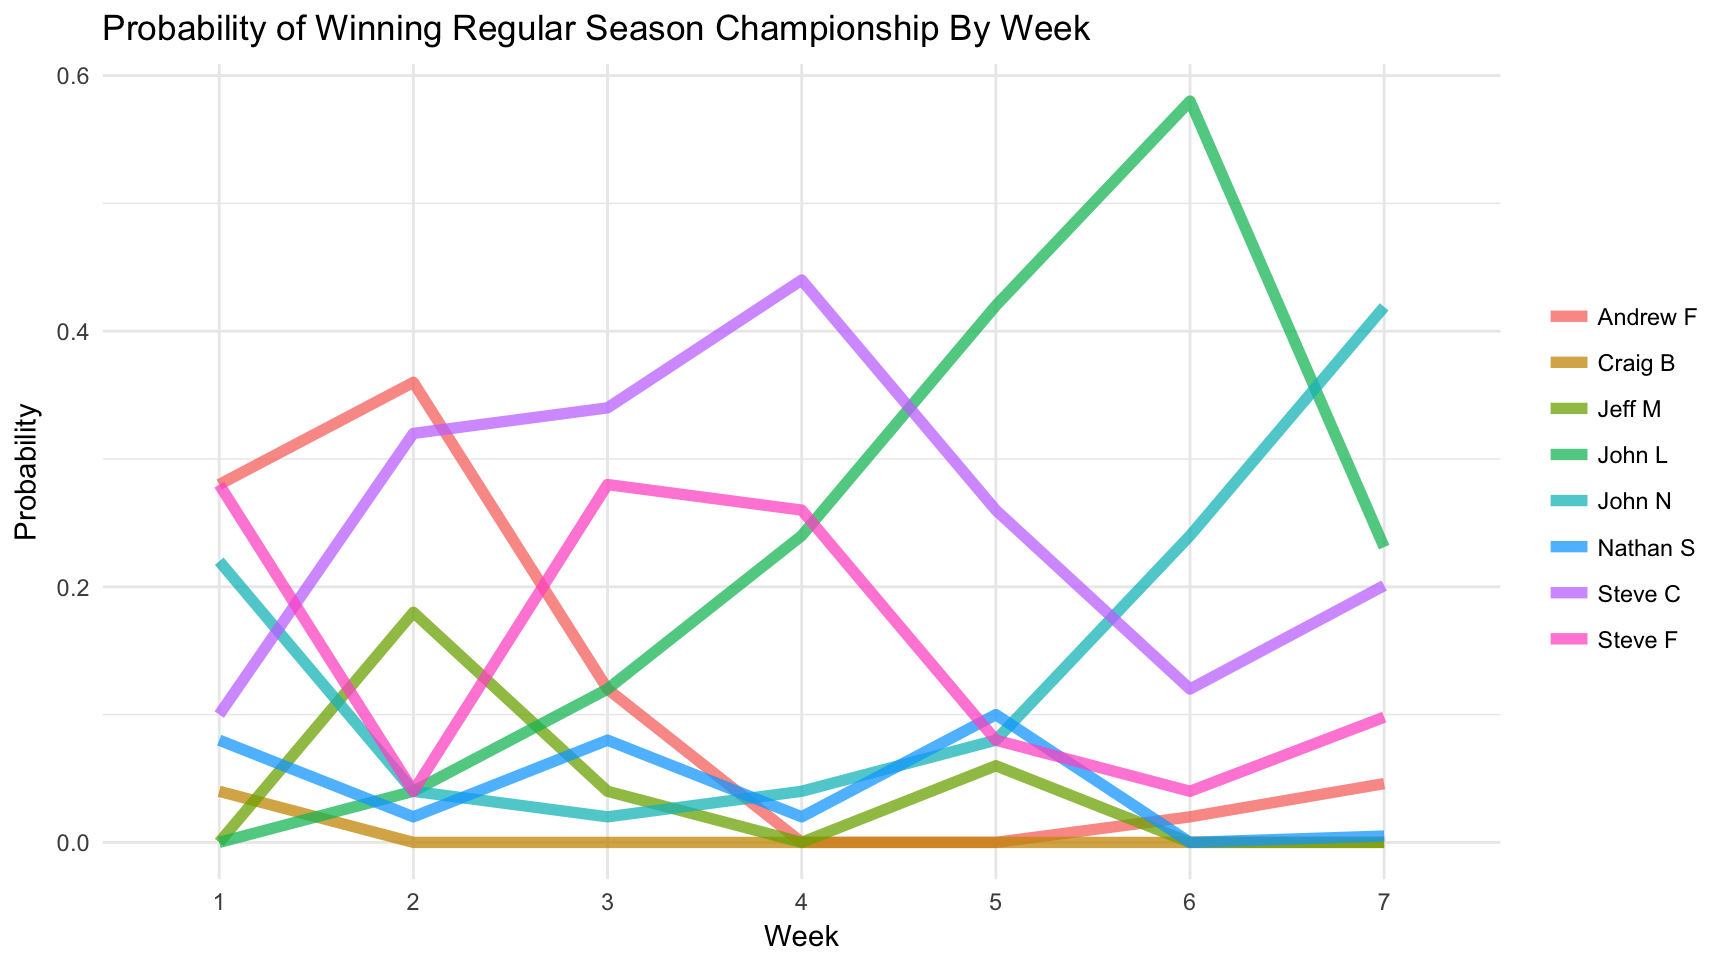 Probability of Winning Regular Season Championship By Week
0.6
0.4
0.2
0.0
Probability
1 2 3 4 5 6 7
Week
Andrew F
Craig B
Jeff M
John L
John N
Nathan S
Steve C
Steve F